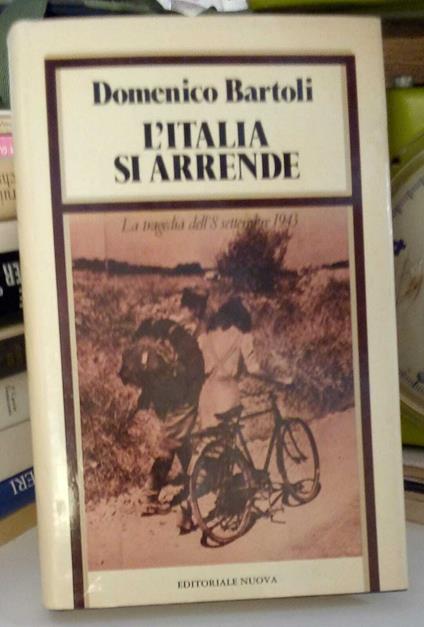 Domenico Bartoli
L'ITALIA
SI ARRENDE
La tragedia dell'8 settembre 1943
EDITORIALE NUOVA